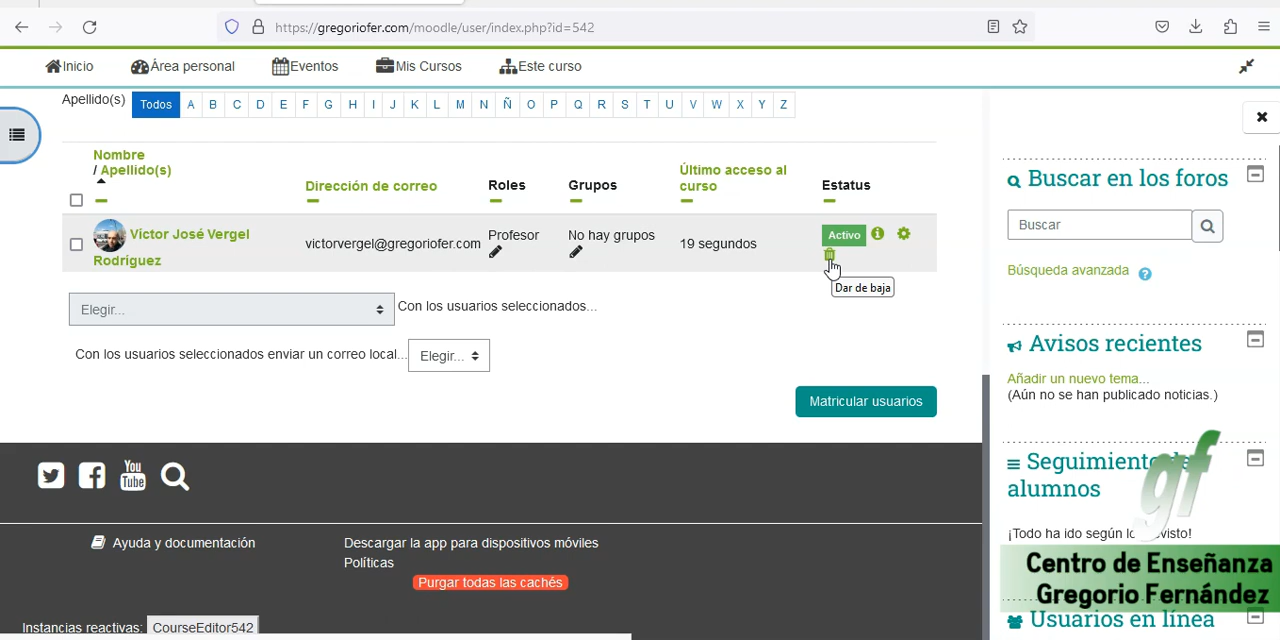 https://gregoriofer.com/moodle/user/index.php?id=542
Inicio Área personal Eventos Mis Cursos Este curso
Apellido(s) Todos A B C D E F G H I J K L M N Ñ O P Q R S T U V W X Y Z
Nombre
/ Apellido(s)
Dirección de correo
Roles
Grupos
Último acceso al
curso
Estatus
Víctor José Vergel
Rodríguez
victorvergel@gregoriofer.com
Profesor
No hay grupos
19 segundos
Activo
Dar de baja
Elegir... Con los usuarios seleccionados...
Con los usuarios seleccionados enviar un correo local... Elegir...
Matricular usuarios
Buscar en los foros
Buscar
Búsqueda avanzada
Avisos recientes
Añadir un nuevo tema...
(Aún no se han publicado noticias.)
Seguimiento de
alumnos
¡Todo ha ido según lo previsto!
gf
Centro de Enseñanza
Gregorio Fernández
Usuarios en línea
You
Tube
Ayuda y documentación
Descargar la app para dispositivos móviles
Políticas
Purgar todas las cachés
Instancias reactivas: CourseEditor542